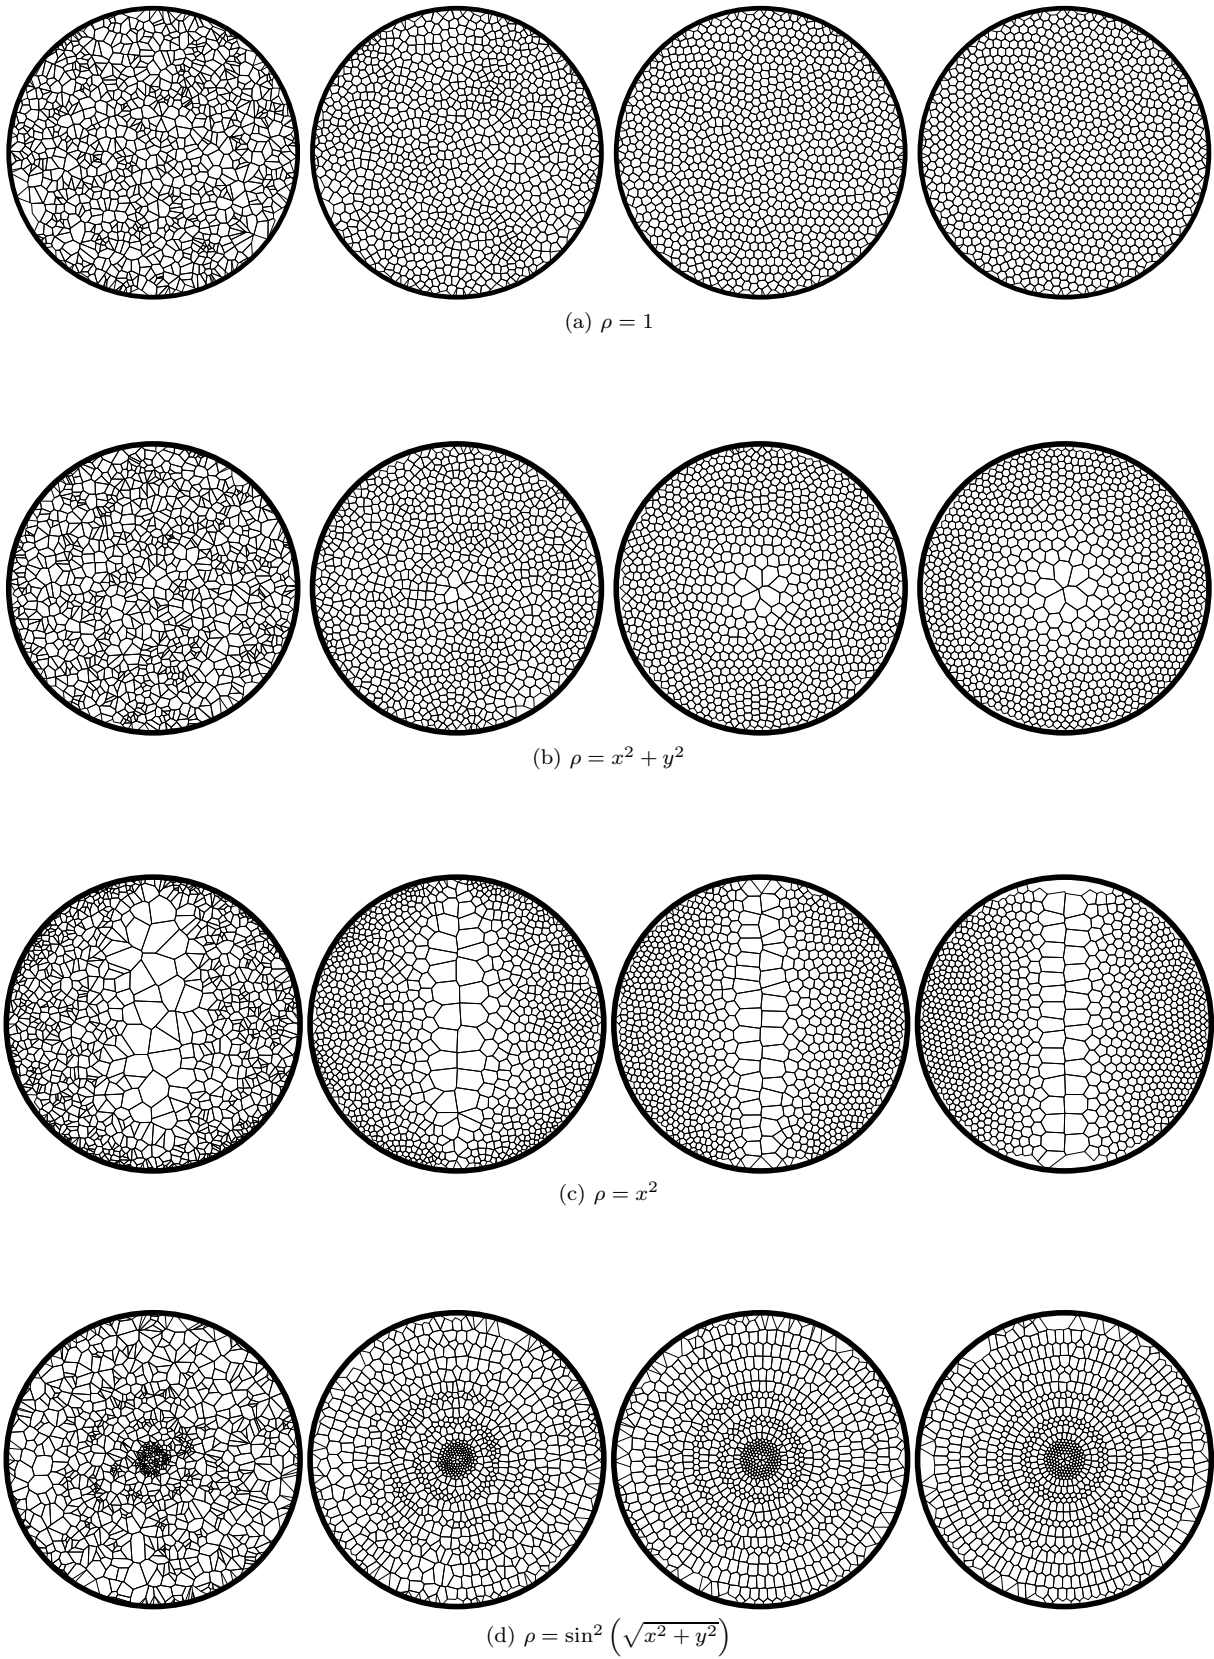 (a) ρ = 1
(b) ρ = x² + y²
(c) ρ = x²
(d) ρ = sin² (√(x² + y²))